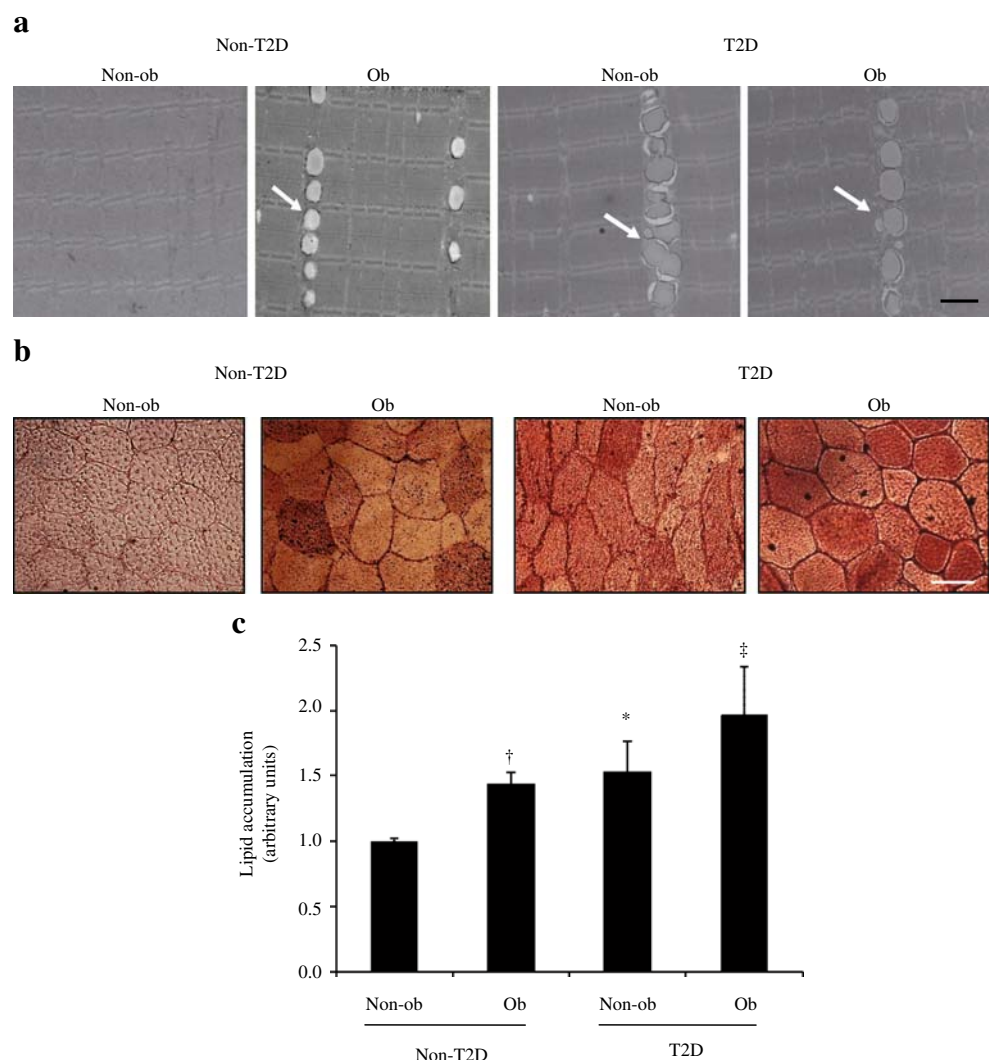 a
Non-T2D T2D
Non-ob Ob Non-ob Ob
b
Non-T2D T2D
Non-ob Ob Non-ob Ob
c
2.5
2.0
1.5
1.0
0.5
0.0
Lipid accumulation
(arbitrary units)
†
*
‡
Non-ob Ob Non-ob Ob
Non-T2D T2D